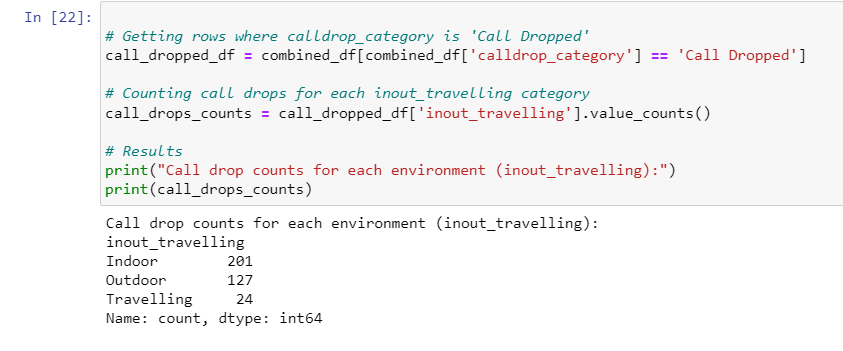 In [22]:
# Getting rows where calldrop_category is 'Call Dropped'
call_dropped_df = combined_df[combined_df['calldrop_category'] == 'Call Dropped']
# Counting call drops for each inout_travelling category
call_drops_counts = call_dropped_df['inout_travelling'].value_counts()
# Results
print("Call drop counts for each environment (inout_travelling):")
print(call_drops_counts)
Call drop counts for each environment (inout_travelling):
inout_travelling
Indoor        201
Outdoor       127
Travelling     24
Name: count, dtype: int64